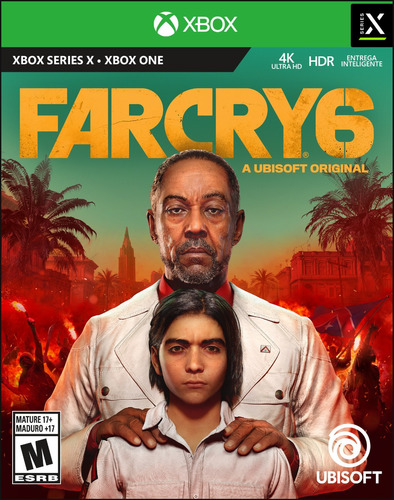 XBOX
SERIES X
XBOX SERIES X • XBOX ONE
4K
ULTRA HD
HDR
ENTREGA
INTELIGENTE
FARCRY6
®
A UBISOFT ORIGINAL
MATURE 17+
MADURO +17
M
ESRB
®
UBISOFT